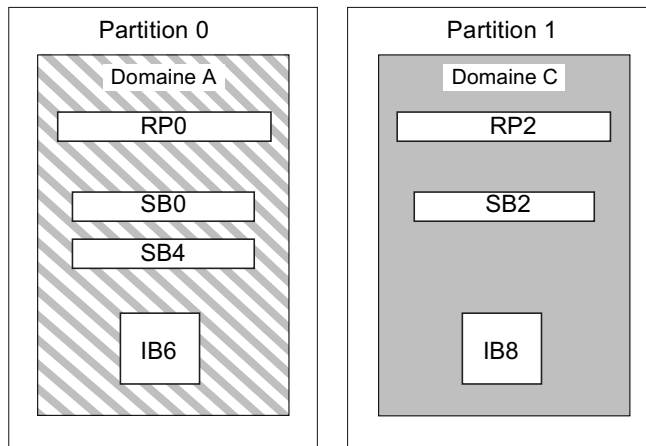 Partition 0
Domaine A
RP0
SB0
SB4
IB6
Partition 1
Domaine C
RP2
SB2
IB8